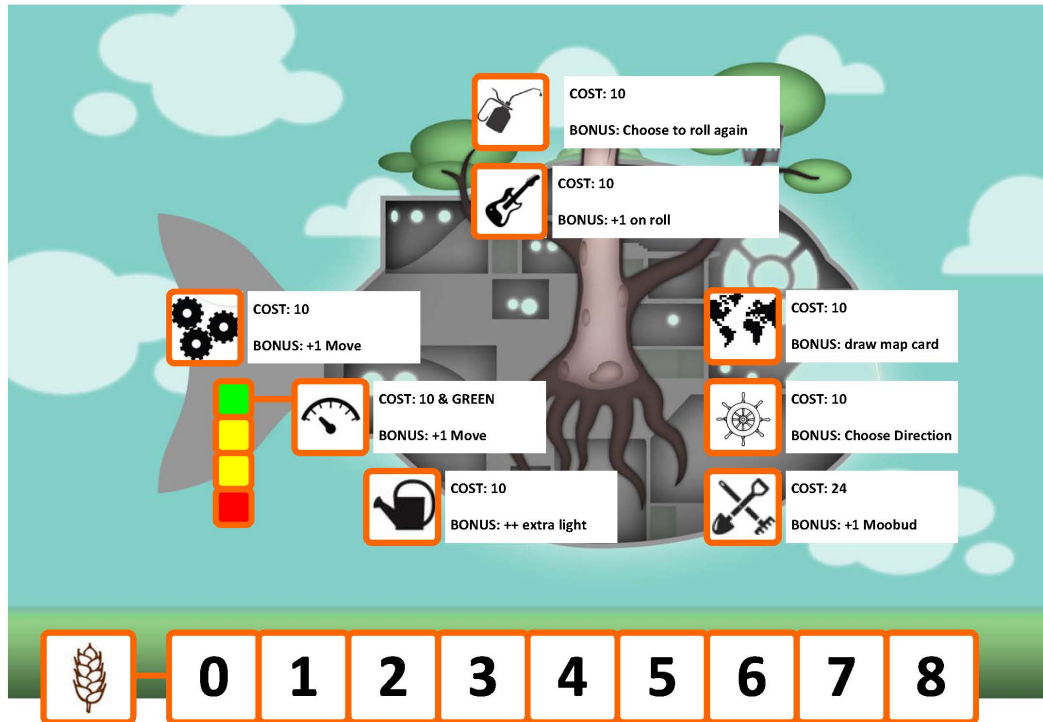 COST: 10
BONUS: Choose to roll again
COST: 10
BONUS: +1 on roll
COST: 10
BONUS: +1 Move
COST: 10
BONUS: draw map card
COST: 10 & GREEN
BONUS: +1 Move
COST: 10
BONUS: Choose Direction
COST: 10
BONUS: ++ extra light
COST: 24
BONUS: +1 Moobud
0 1 2 3 4 5 6 7 8